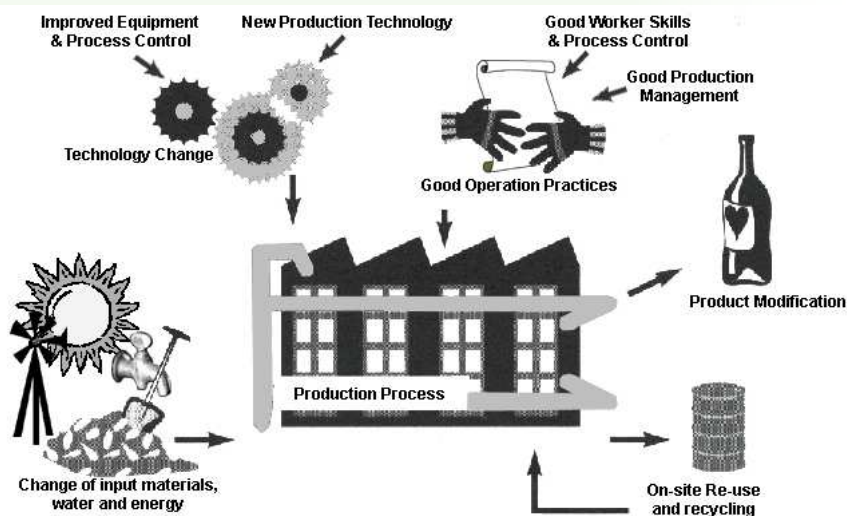 Improved Equipment
& Process Control
New Production Technology
Good Worker Skills
& Process Control
Good Production
Management
Technology Change
Good Operation Practices
Product Modification
Production Process
Change of input materials,
water and energy
On-site Re-use
and recycling